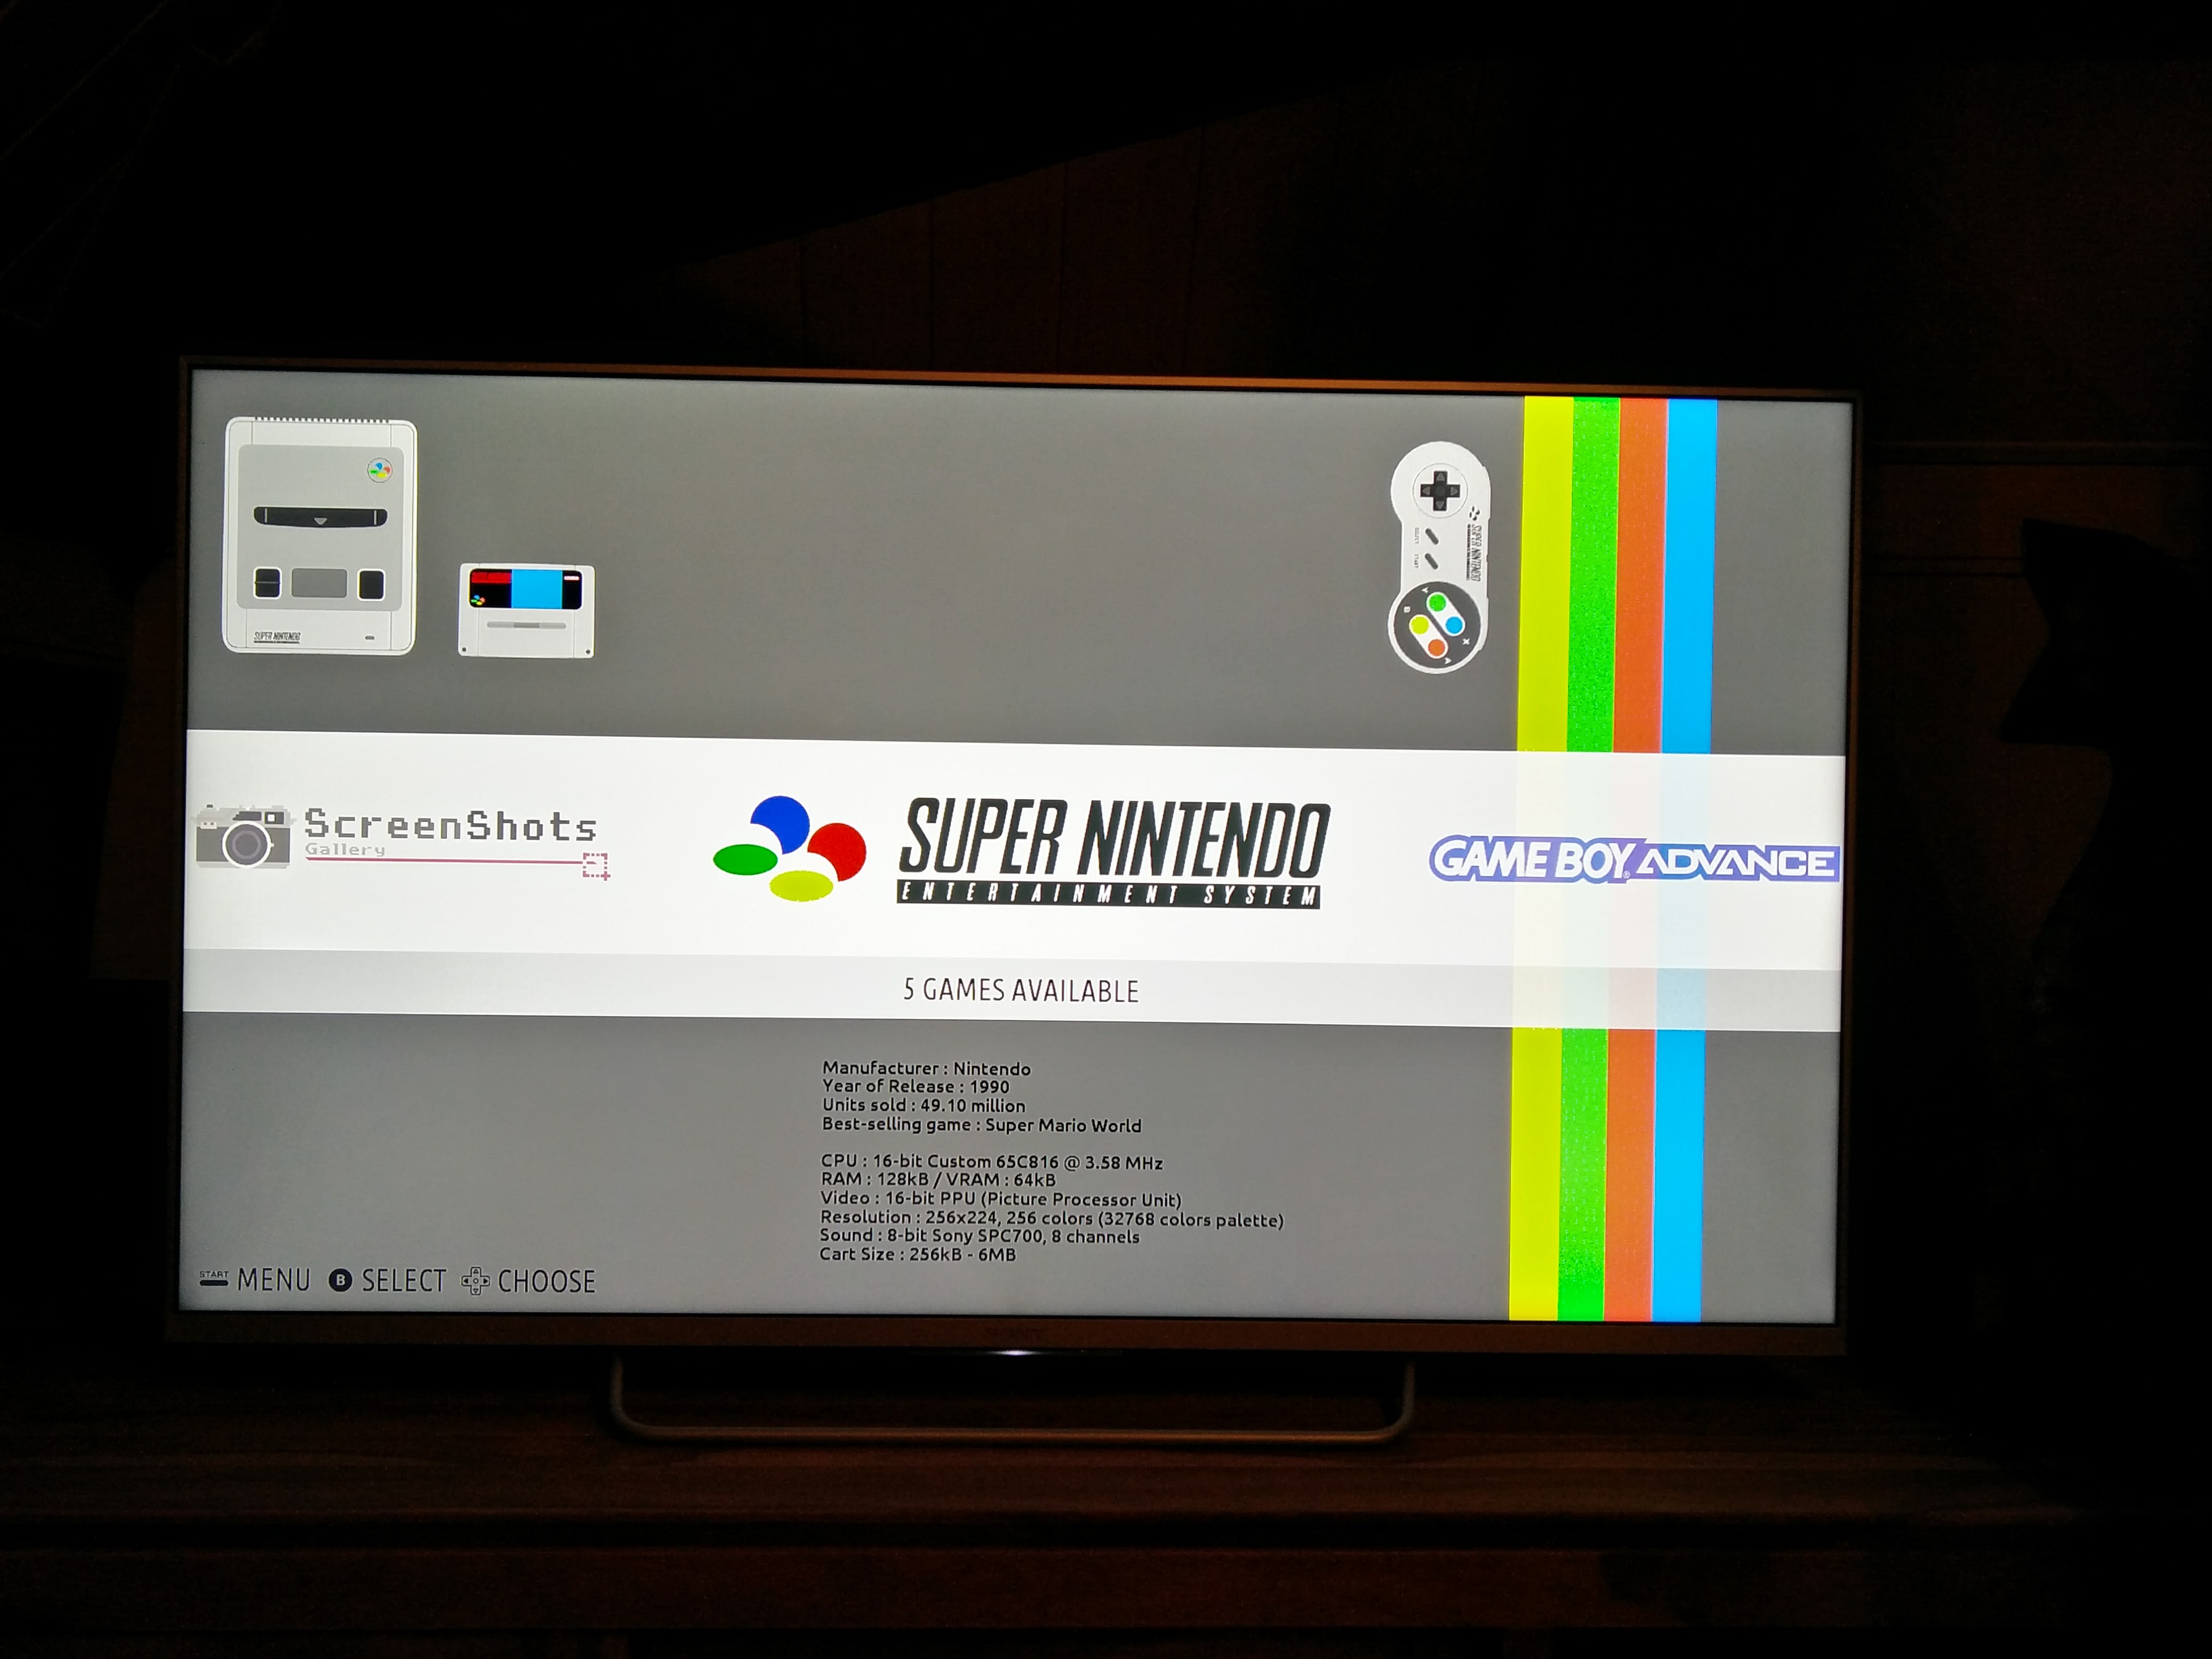 SUPER NINTENDO
ScreenShots
Gallery
SUPER NINTENDO
ENTERTAINMENT SYSTEM
GAME BOY ADVANCE
5 GAMES AVAILABLE
Manufacturer : Nintendo
Year of Release : 1990
Units sold : 49.10 million
Best-selling game : Super Mario World
CPU : 16-bit Custom 65C816 @ 3.58 MHz
RAM : 128kB / VRAM : 64kB
Video : 16-bit PPU (Picture Processor Unit)
Resolution : 256x224, 256 colors (32768 colors palette)
Sound : 8-bit Sony SPC700, 8 channels
Cart Size : 256kB - 6MB
START MENU B SELECT CHOOSE